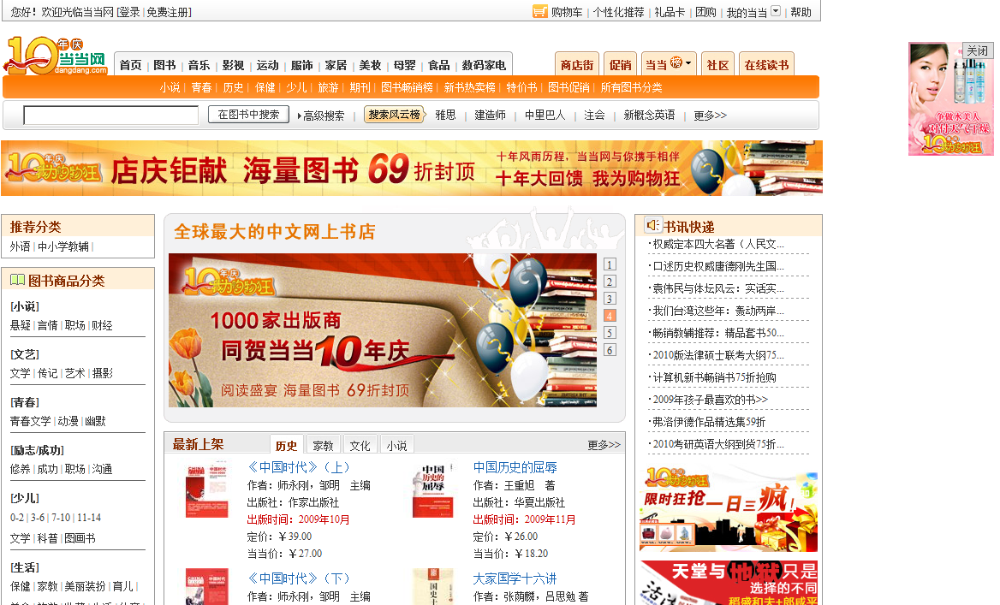 您好！欢迎光临当当网 [登录 | 免费注册]
购物车 | 个性化推荐 | 礼品卡 | 团购 | 我的当当 | 帮助
10年庆
当当网
dangdang.com
首页 | 图书 | 音乐 | 影视 | 运动 | 服饰 | 家居 | 美妆 | 母婴 | 食品 | 数码家电
商店街 促销 当当榜 社区 在线读书
小说 | 青春 | 历史 | 保健 | 少儿 | 旅游 | 期刊 | 图书畅销榜 | 新书热卖榜 | 特价书 | 图书促销 | 所有图书分类
在图书中搜索 高级搜索 | 搜索风云榜 雅思 | 建造师 | 中里巴人 | 注会 | 新概念英语 | 更多>>
关闭
争做水美人
对付天气干燥
10年庆 为购物狂
10年庆 为购物狂
店庆钜献 海量图书 69折封顶
十年风雨历程，当当网与你携手相伴
十年大回馈 我为购物狂
推荐分类
外语 | 中小学教辅 |
图书商品分类
[小说]
悬疑 | 言情 | 职场 | 财经
[文艺]
文学 | 传记 | 艺术 | 摄影
[青春]
青春文学 | 动漫 | 幽默
[励志/成功]
修养 | 成功 | 职场 | 沟通
[少儿]
0-2 | 3-6 | 7-10 | 11-14
文学 | 科普 | 图画书
[生活]
保健 | 家教 | 美丽装扮 | 育儿 |
全球最大的中文网上书店
10年庆 为购物狂
1000家出版商
同贺当当10年庆
阅读盛宴 海量图书 69折封顶
1
2
3
4
5
6
最新上架 历史 家教 文化 小说 更多>>
《中国时代》（上）
作者：师永刚，邹明 主编
出版社：作家出版社
出版时间：2009年10月
定价：￥39.00
当当价：￥27.00
中国历史的屈辱
中国历史的屈辱
作者：王重旭 著
出版社：华夏出版社
出版时间：2009年11月
定价：￥26.00
当当价：￥18.20
《中国时代》（下）
作者：师永刚，邹明 主编
大家国学十六讲
作者：张荫麟，吕思勉 著
书讯快递
·权威定本四大名著（人民文...
·口述历史权威唐德刚先生国...
·袁伟民与体坛风云：实话实...
·我们台湾这些年：轰动两岸...
·畅销教辅推荐：精品套书50...
·2010版法律硕士联考大纲75...
·计算机新书畅销书75折抢购
·2009年孩子最喜欢的书>>
·弗洛伊德作品精选集59折
·2010考研英语大纲到货75折...
10年庆 为购物狂
限时狂抢 一日三疯！
天堂与地狱只是
选择的不同
稻盛和夫+郎咸平